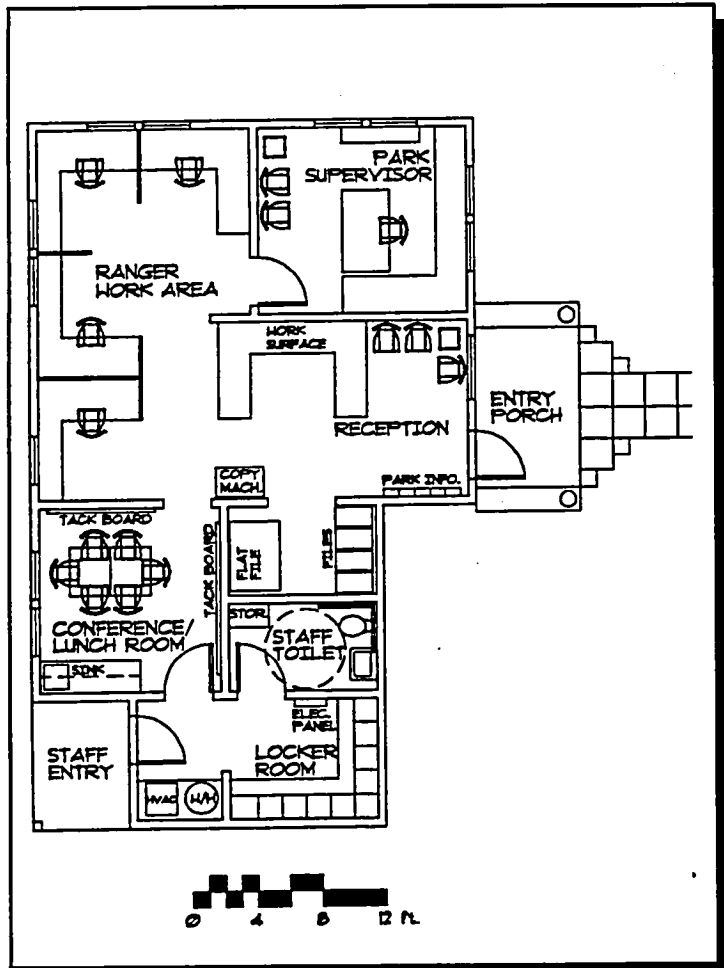 PARK
SUPERVISOR
RANGER
WORK AREA
WORK
SURFACE
ENTRY
PORCH
RECEPTION
COPY
MACH.
PARK INFO.
TACK BOARD
TACK BOARD
FLAT
FILE
FILES
CONFERENCE/
LUNCH ROOM
STOR.
STAFF
TOILET
SINK
ELEC.
PANEL
STAFF
ENTRY
LOCKER
ROOM
HVAC
W/H
0 4 8 12 Ft.